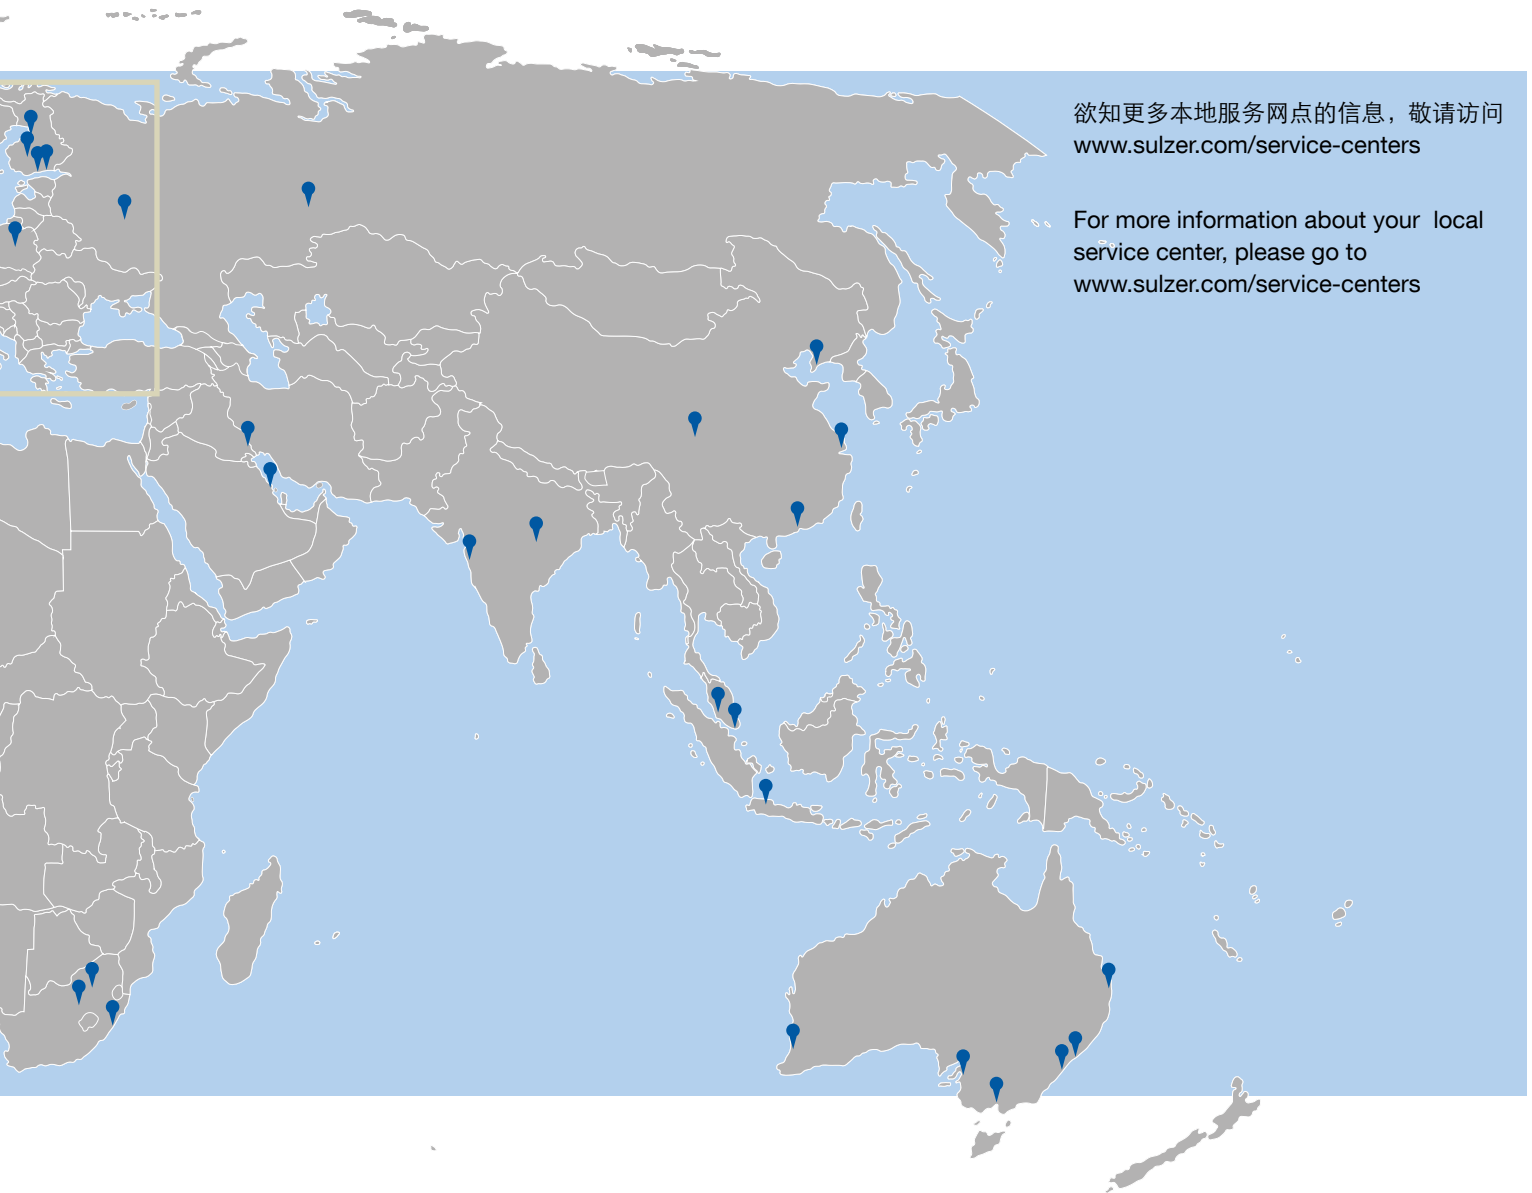 欲知更多本地服务网点的信息，敬请访问
www.sulzer.com/service-centers
For more information about your local
service center, please go to
www.sulzer.com/service-centers